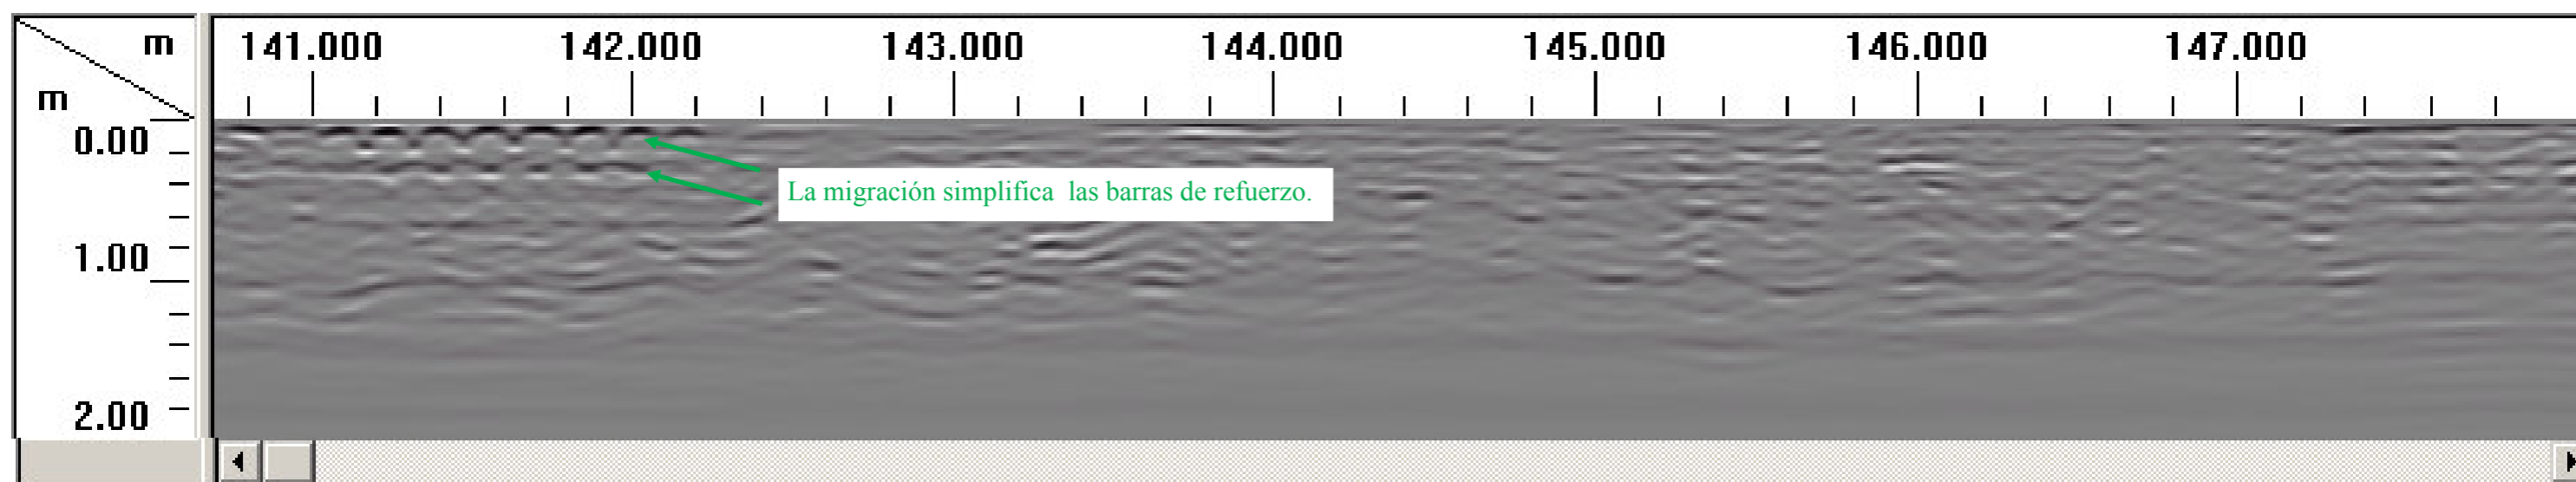 m 141.000 142.000 143.000 144.000 145.000 146.000 147.000
m
0.00
La migración simplifica  las barras de refuerzo.
1.00
2.00